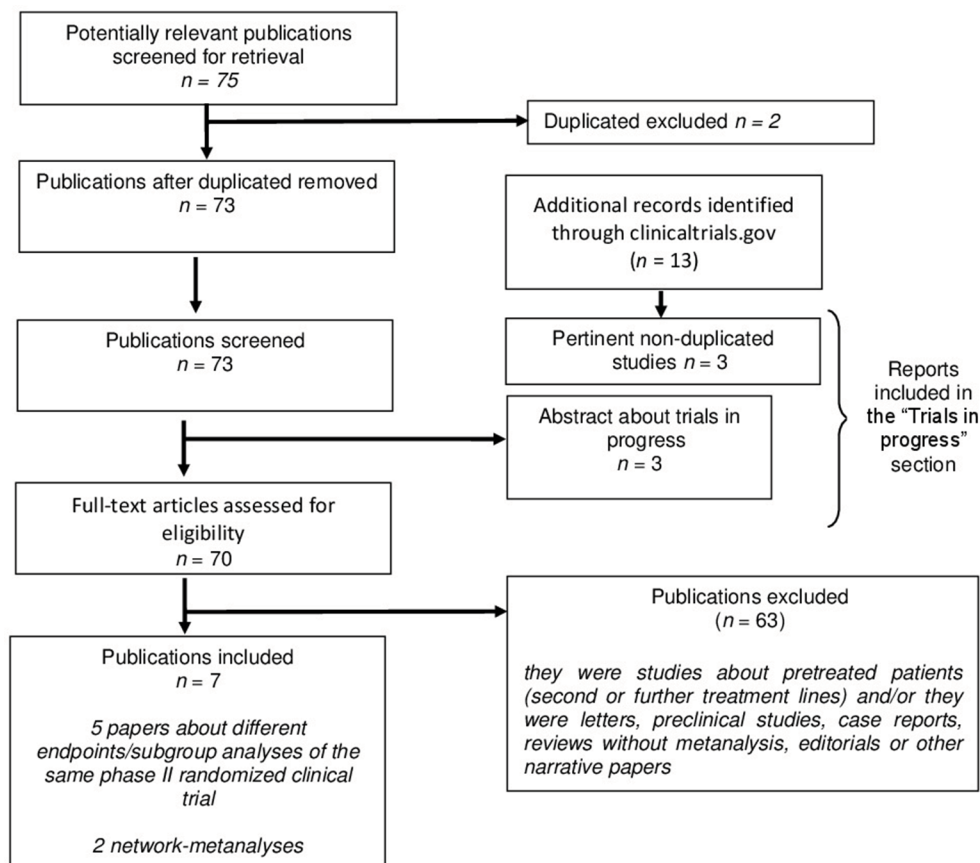 Potentially relevant publications
screened for retrieval
n = 75
Duplicated excluded n = 2
Publications after duplicated removed
n = 73
Additional records identified
through clinicaltrials.gov
(n = 13)
Publications screened
n = 73
Pertinent non-duplicated
studies n = 3
Abstract about trials in
progress
n = 3
Reports
included in
the “Trials in
progress”
section
Full-text articles assessed for
eligibility
n = 70
Publications excluded
(n = 63)
they were studies about pretreated patients
(second or further treatment lines) and/or they
were letters, preclinical studies, case reports,
reviews without metanalysis, editorials or other
narrative papers
Publications included
n = 7
5 papers about different
endpoints/subgroup analyses of the
same phase II randomized clinical
trial
2 network-metanalyses